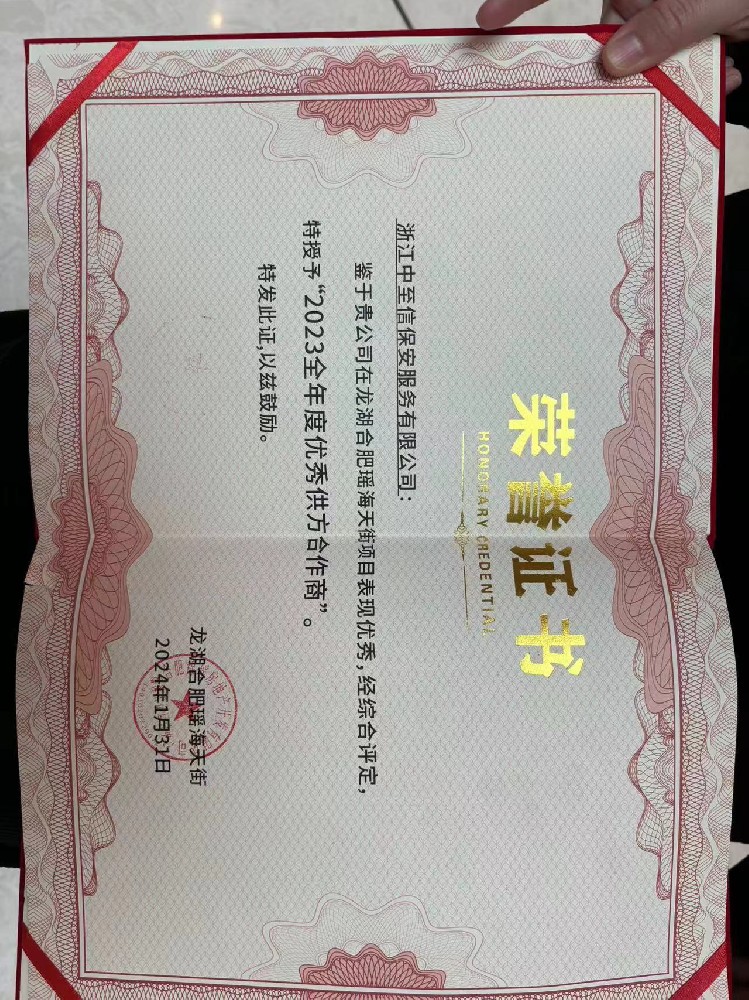 荣誉证书
HONORARY CREDENTIAL
浙江中至信保安服务有限公司：
鉴于贵公司在龙湖合肥瑶海天街项目表现优秀，经综合评定，
特授予“2023全年度优秀供方合作商”。
特发此证，以兹鼓励。
龙湖合肥瑶海天街
2024年1月31日